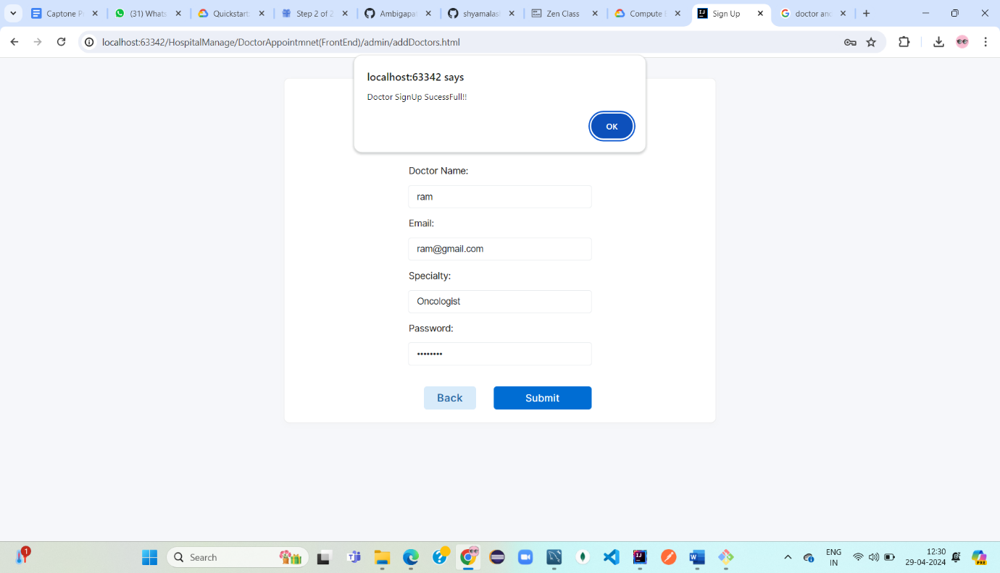 Captone P
(31) Whats
Quickstart:
Step 2 of 2
Ambigapa
shyamalas
Zen Class
Compute E
Sign Up
doctor and
localhost:63342/HospitalManage/DoctorAppointmnet(FrontEnd)/admin/addDoctors.html
localhost:63342 says
Doctor SignUp SucessFull!!
OK
Doctor Name:
ram
Email:
ram@gmail.com
Specialty:
Oncologist
Password:
••••••••
Back
Submit
1
Search
ENG
IN
12:30
29-04-2024
PRE